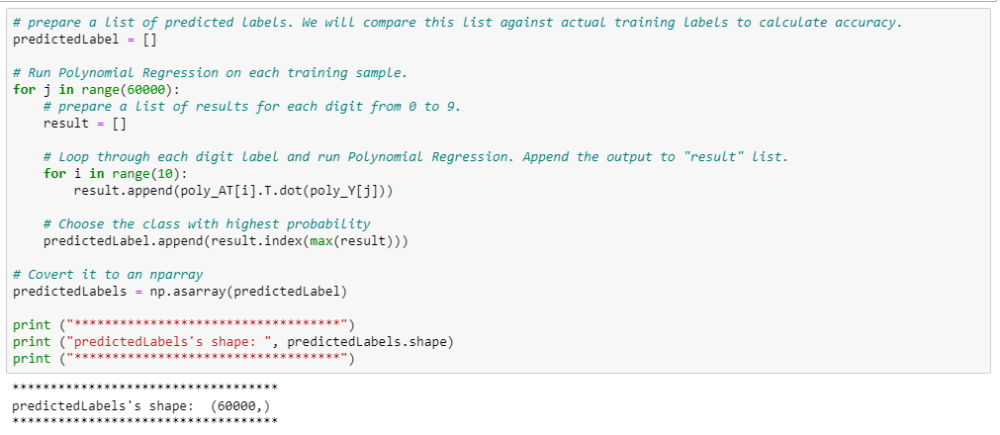 # prepare a list of predicted labels. We will compare this list against actual training labels to calculate accuracy.
predictedLabel = []
# Run Polynomial Regression on each training sample.
for j in range(60000):
    # prepare a list of results for each digit from 0 to 9.
    result = []
    # Loop through each digit label and run Polynomial Regression. Append the output to "result" list.
    for i in range(10):
        result.append(poly_AT[i].T.dot(poly_Y[j]))
    # Choose the class with highest probability
    predictedLabel.append(result.index(max(result)))
# Covert it to an nparray
predictedLabels = np.asarray(predictedLabel)
print ("***********************************")
print ("predictedLabels's shape: ", predictedLabels.shape)
print ("***********************************")
***********************************
predictedLabels's shape:  (60000,)
***********************************